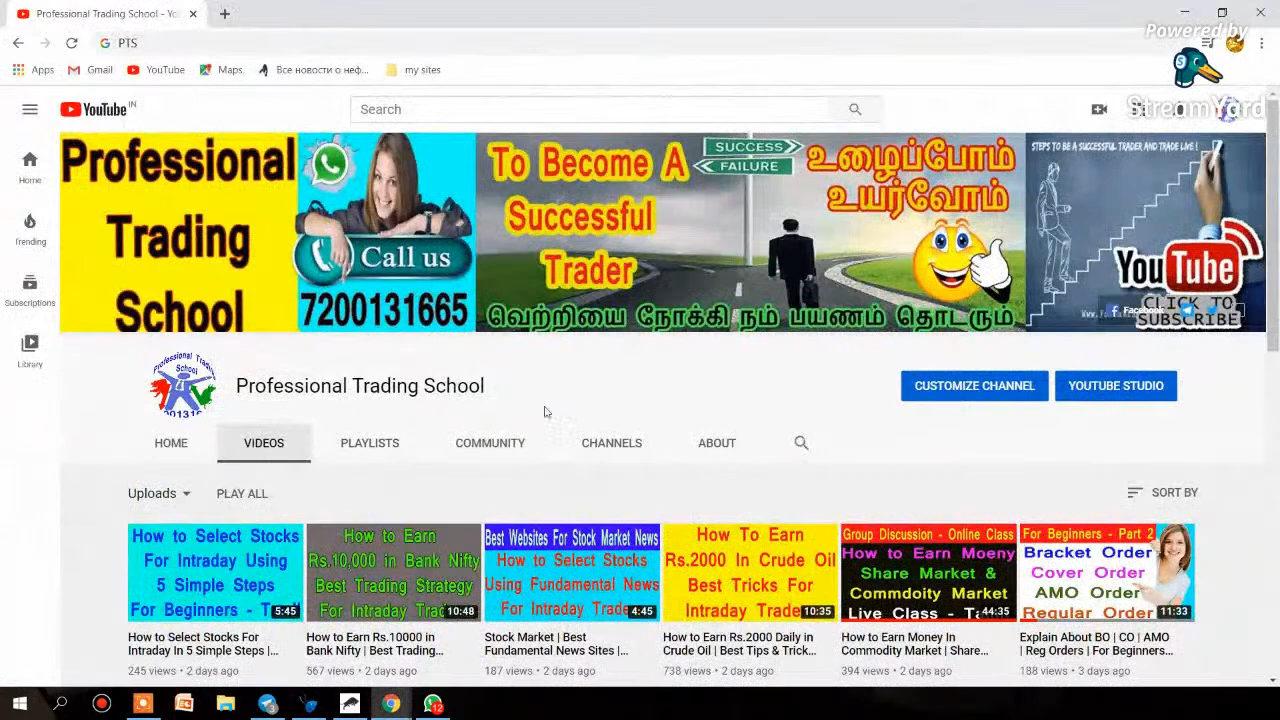 Professional Trading School - Yo
PTS
Powered by
StreamYard
Apps
Gmail
YouTube
Maps
Все новости о неф...
my sites
YouTube IN
Search
Home
Trending
Subscriptions
Library
Professional
Trading
School
Call us
7200131665
To Become A
Successful
Trader
SUCCESS
FAILURE
உழைப்போம்
உயர்வோம்
வெற்றியை நோக்கி நம் பயணம் தொடரும்
STEPS TO BE A SUCCESSFUL TRADER AND TRADE LIVE !
YouTube
CLICK TO
SUBSCRIBE
Facebook
Professional Trading School
CUSTOMIZE CHANNEL
YOUTUBE STUDIO
HOME
VIDEOS
PLAYLISTS
COMMUNITY
CHANNELS
ABOUT
Uploads
PLAY ALL
SORT BY
How to Select Stocks
For Intraday Using
5 Simple Steps
For Beginners - T
5:45
How to Select Stocks For
Intraday In 5 Simple Steps |...
245 views • 2 days ago
How to Earn
Rs.10,000 in Bank Nifty
Best Trading Strategy
For Intraday Trad
10:48
How to Earn Rs.10000 in
Bank Nifty | Best Trading...
567 views • 2 days ago
Best Websites For Stock Market News
How to Select Stocks
Using Fundamental News
For Intraday Trade
4:45
Stock Market | Best
Fundamental News Sites |...
187 views • 2 days ago
How To Earn
Rs.2000 In Crude Oil
Best Tricks For
Intraday Trade
10:35
How to Earn Rs.2000 Daily in
Crude Oil | Best Tips & Trick...
738 views • 2 days ago
Group Discussion - Online Class
How to Earn Moeny
Share Market &
Commdoity Market
Live Class - Ta
44:35
How to Earn Money In
Commodity Market | Share...
394 views • 2 days ago
For Beginners - Part 2
Bracket Order
Cover Order
AMO Order
Regular Order
11:33
Explain About BO | CO | AMO
| Reg Orders | For Beginners...
188 views • 3 days ago
3
12